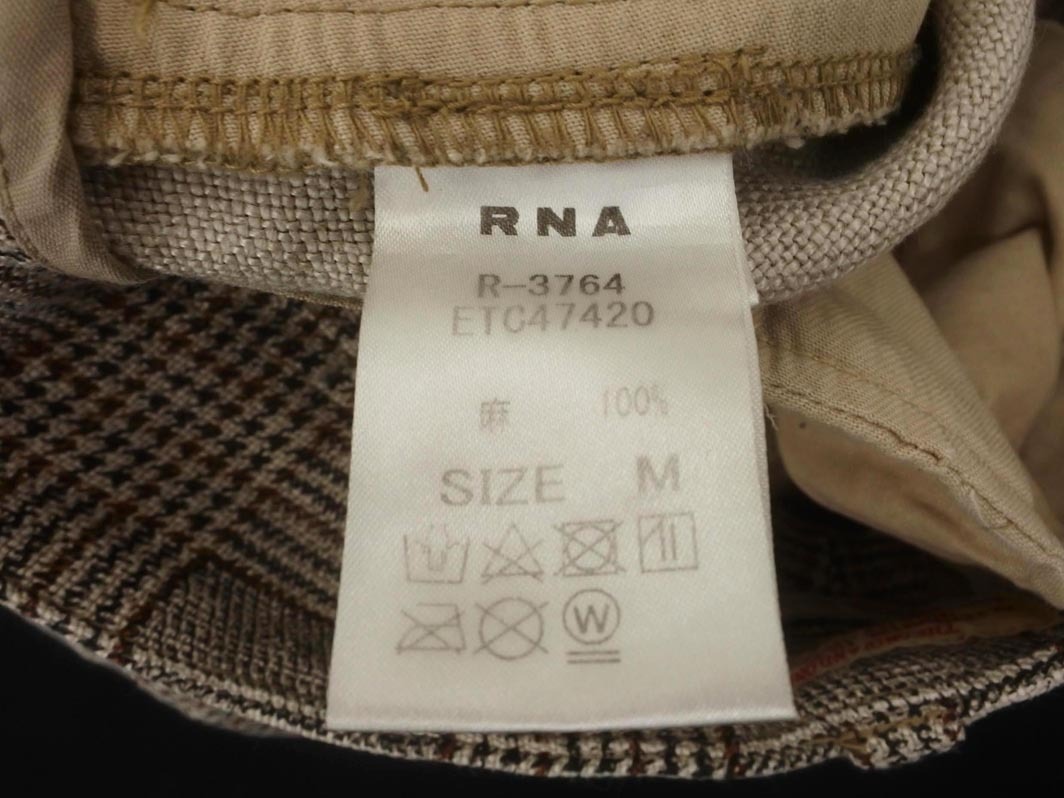 RNA
R-3764
ETC47420
麻 100%
SIZE M
W